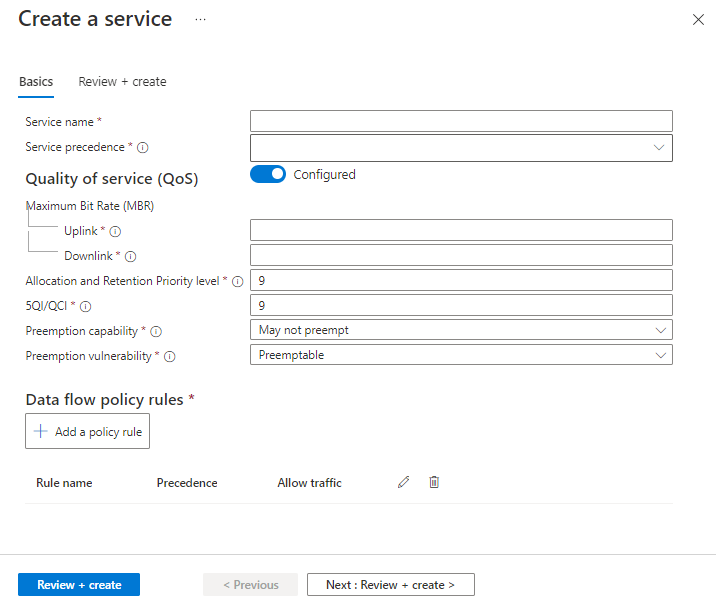 Create a service ...
Basics Review + create
Service name *
Service precedence *
Quality of service (QoS) Configured
Maximum Bit Rate (MBR)
Uplink *
Downlink *
Allocation and Retention Priority level * 9
5QI/QCI * 9
Preemption capability * May not preempt
Preemption vulnerability * Preemptable
Data flow policy rules *
+ Add a policy rule
Rule name Precedence Allow traffic
Review + create < Previous Next : Review + create >